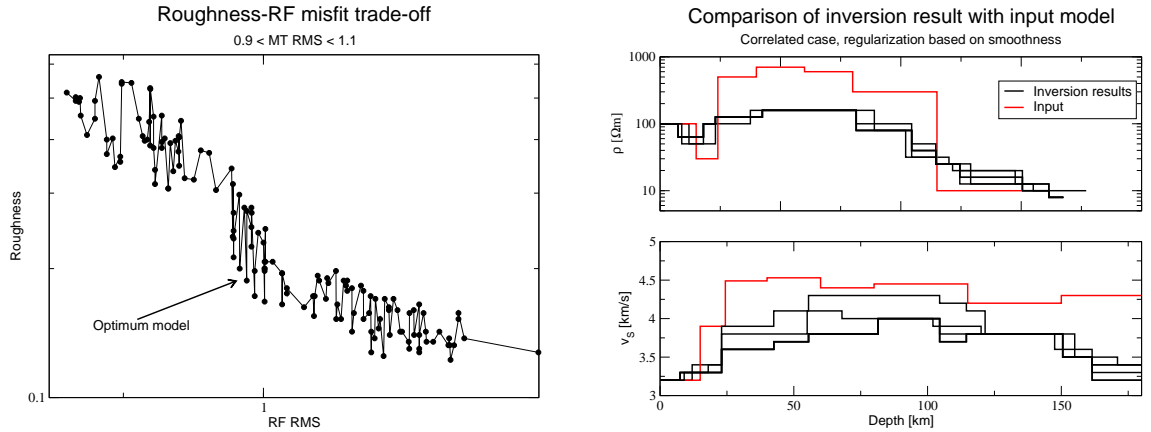 Roughness-RF misfit trade-off
0.9 < MT RMS < 1.1
Roughness
0.1
Optimum model
1
RF RMS
Comparison of inversion result with input model
Correlated case, regularization based on smoothness
1000
100
10
ρ [Ωm]
Inversion results
Input
5
4.5
4
3.5
3
v_S [km/s]
0
50
100
150
Depth [km]